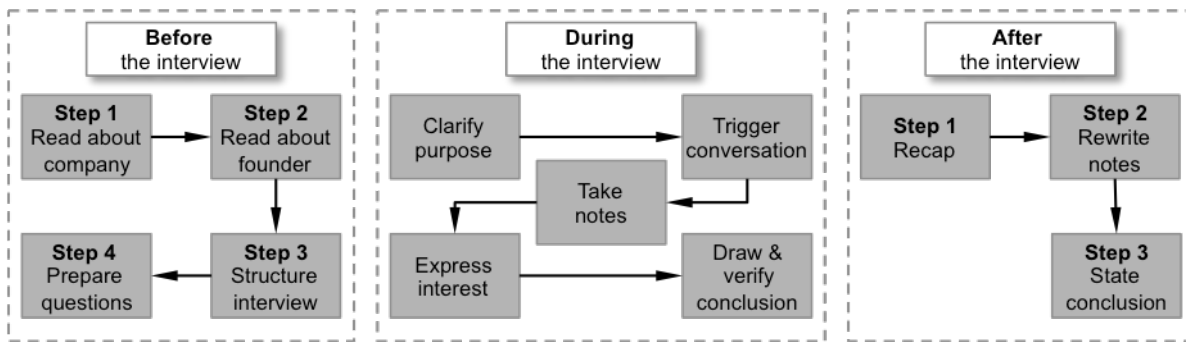 Before
the interview
Step 1
Read about
company
Step 2
Read about
founder
Step 3
Structure
interview
Step 4
Prepare
questions
During
the interview
Clarify
purpose
Trigger
conversation
Take
notes
Express
interest
Draw &
verify
conclusion
After
the interview
Step 1
Recap
Step 2
Rewrite
notes
Step 3
State
conclusion